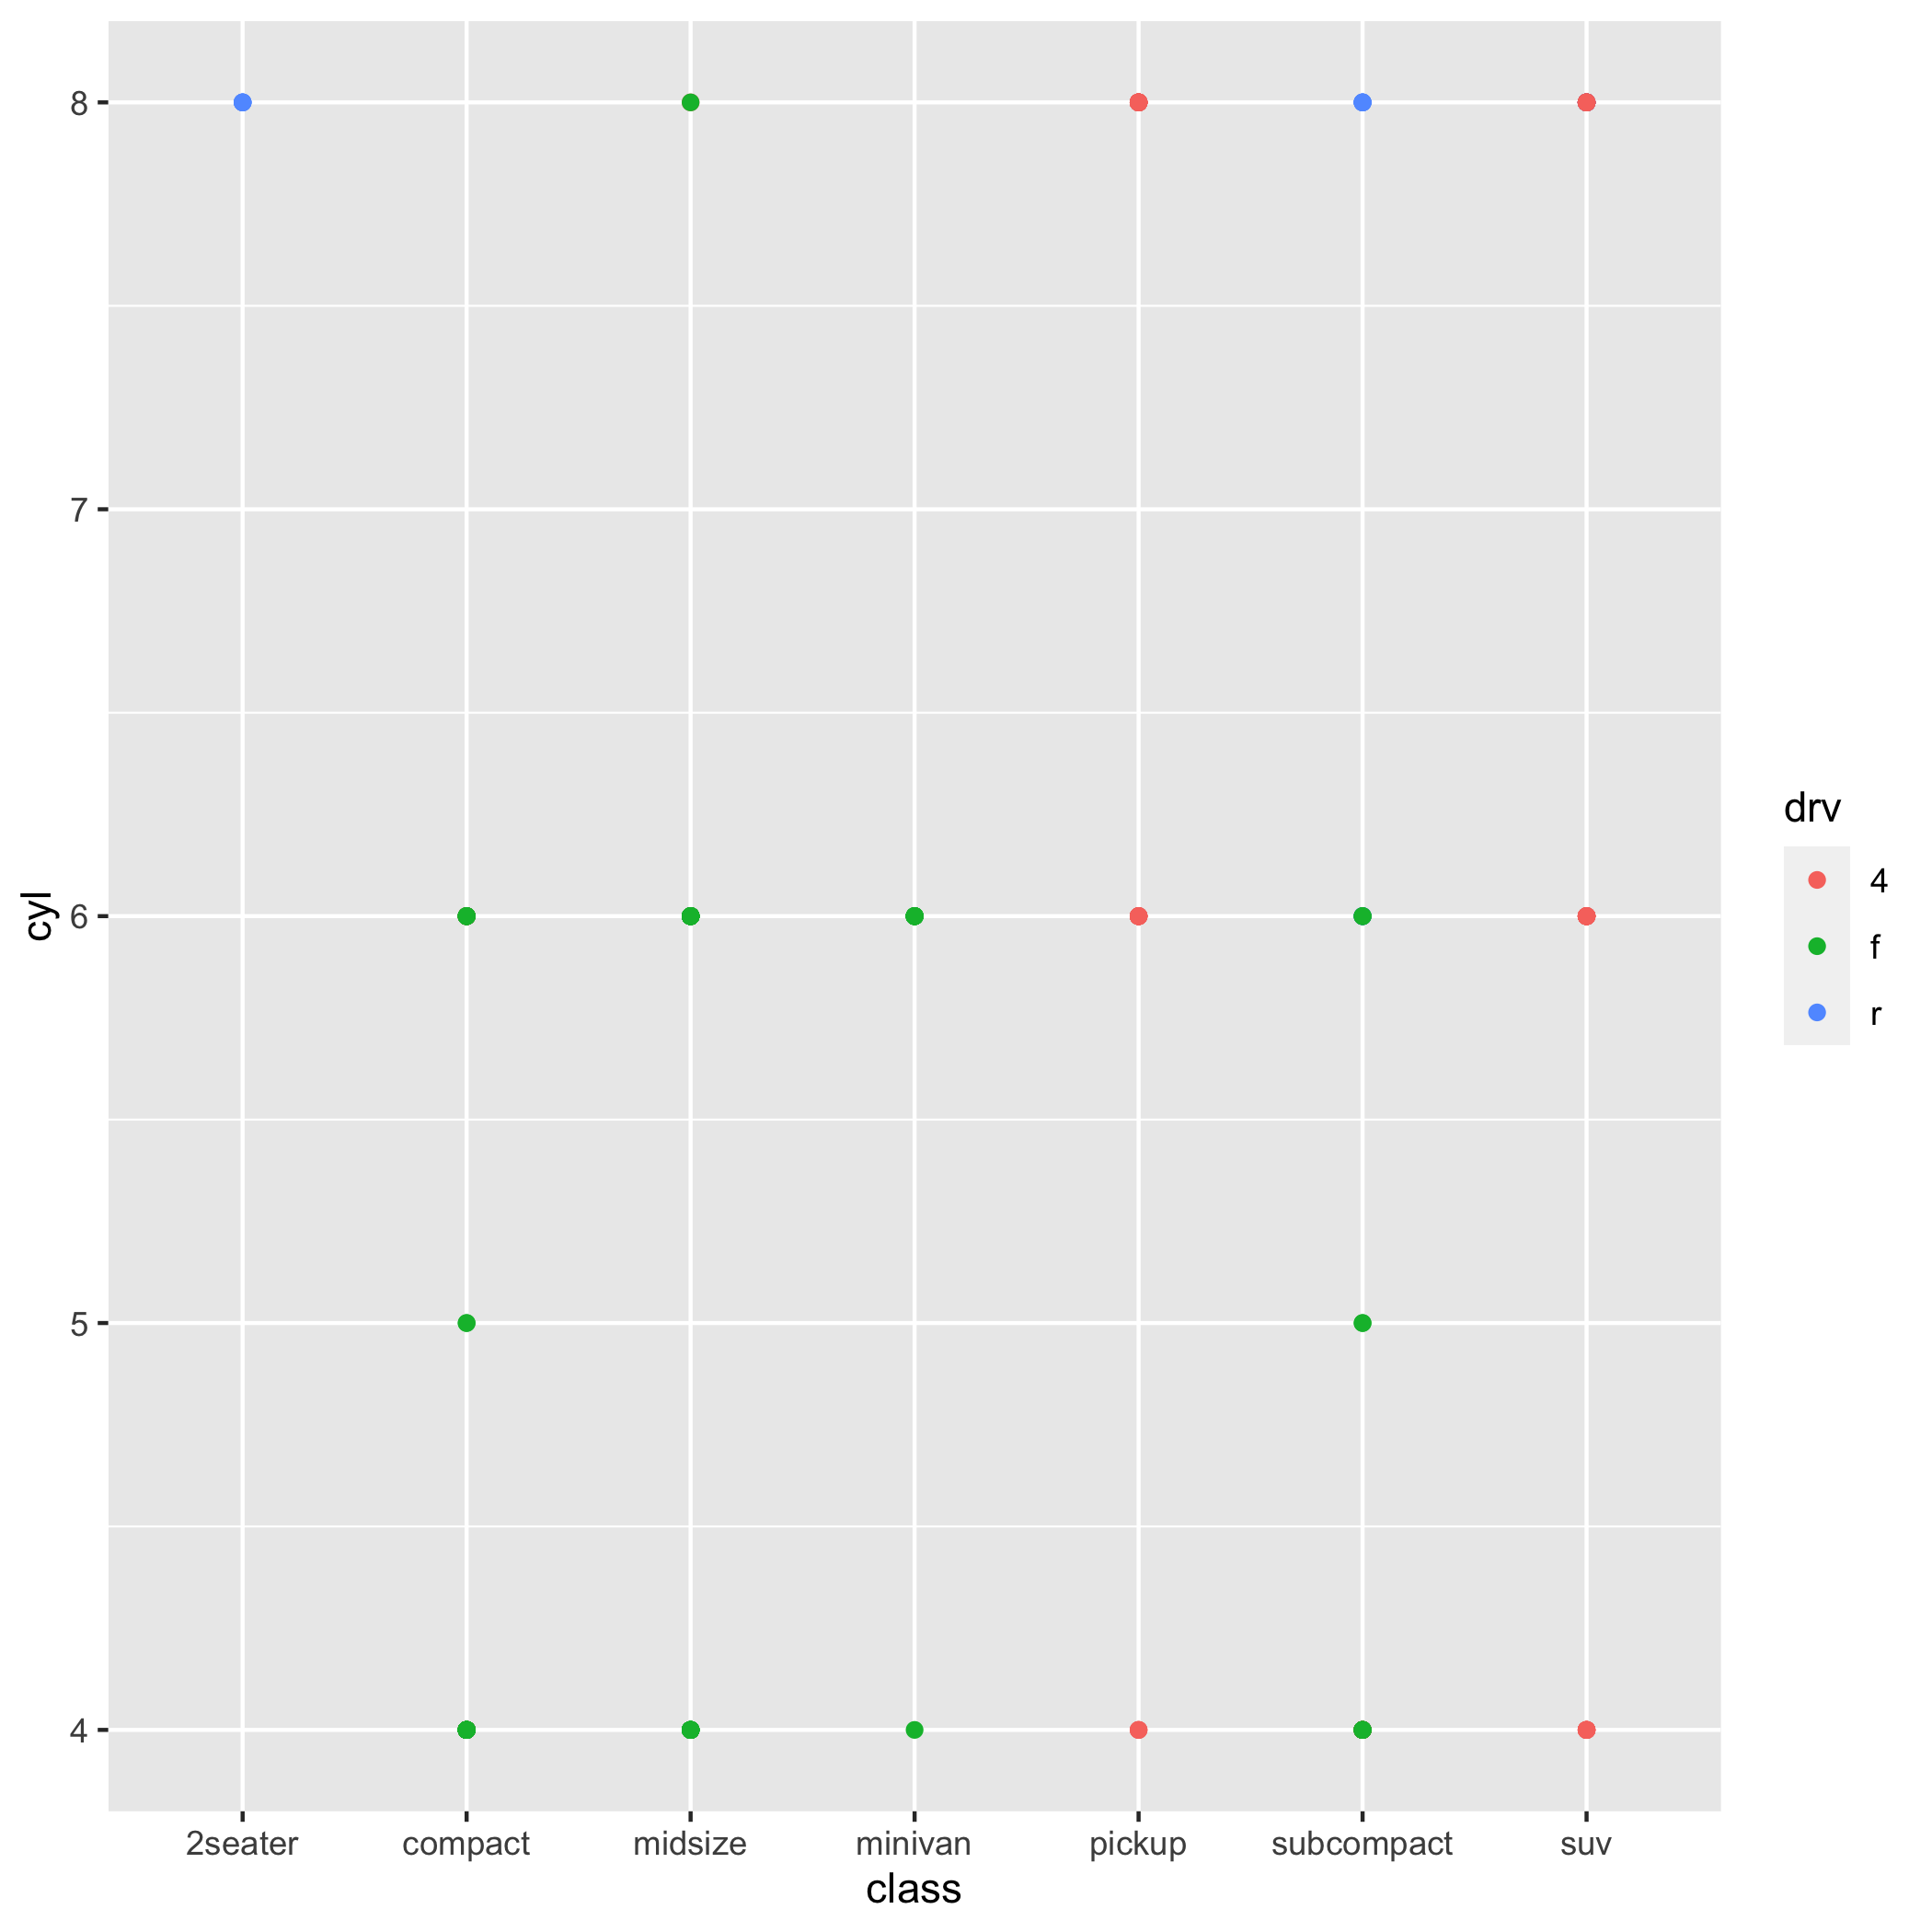 8
7
6
5
4
cyl
2seater compact midsize minivan pickup subcompact suv
class
drv
4
f
r